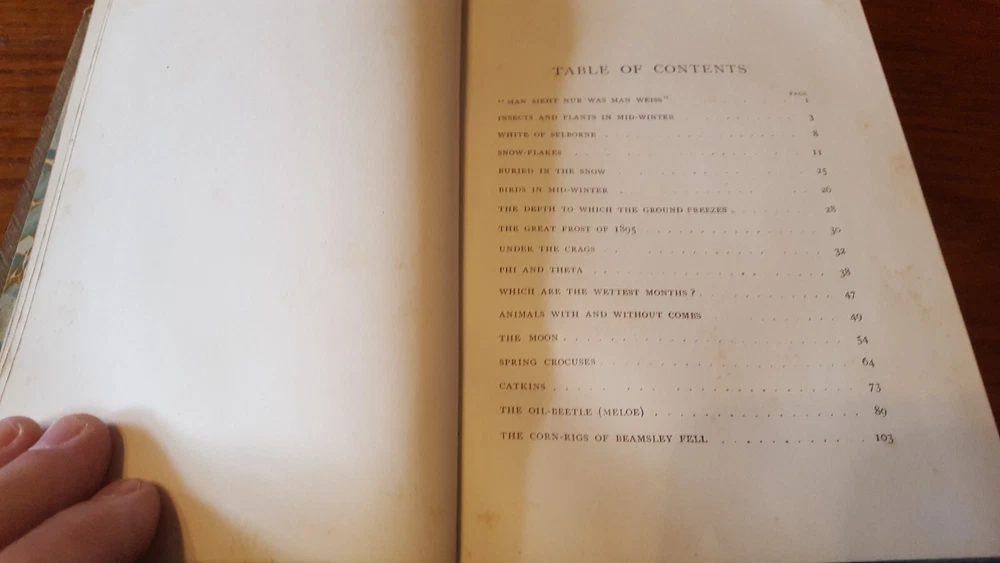 TABLE OF CONTENTS
PAGE
"MAN SIEHT NUR WAS MAN WEISS" 1
INSECTS AND PLANTS IN MID-WINTER 3
WHITE OF SELBORNE 8
SNOW-FLAKES 11
BURIED IN THE SNOW 25
BIRDS IN MID-WINTER 26
THE DEPTH TO WHICH THE GROUND FREEZES 28
THE GREAT FROST OF 1895 30
UNDER THE CRAGS 32
PHI AND THETA 38
WHICH ARE THE WETTEST MONTHS? 47
ANIMALS WITH AND WITHOUT COMBS 49
THE MOON 54
SPRING CROCUSES 64
CATKINS 73
THE OIL-BEETLE (MELOE) 89
THE CORN-RIGS OF BEAMSLEY FELL 103